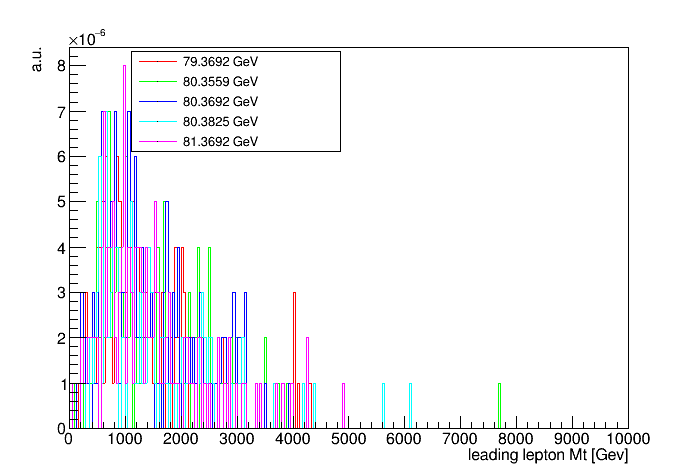 ×10⁻⁶
a.u.
79.3692 GeV
80.3559 GeV
80.3692 GeV
80.3825 GeV
81.3692 GeV
8
7
6
5
4
3
2
1
0
0 1000 2000 3000 4000 5000 6000 7000 8000 9000 10000
leading lepton Mt [Gev]